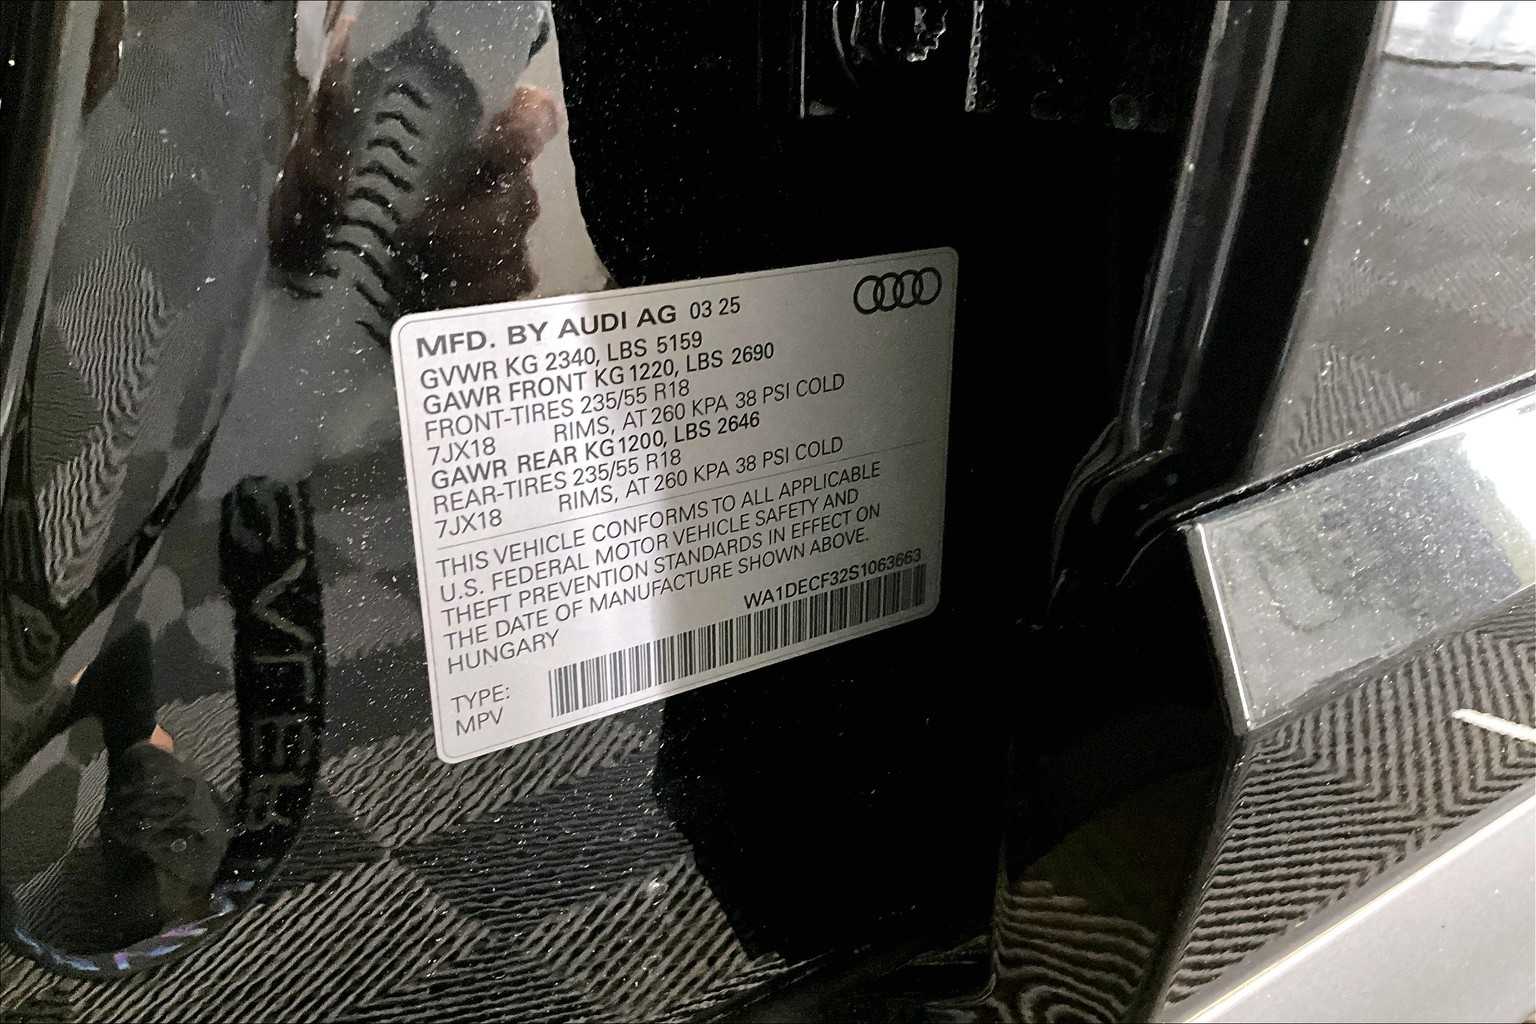 MFD. BY AUDI AG 03 25
GVWR KG 2340, LBS 5159
GAWR FRONT KG 1220, LBS 2690
FRONT-TIRES 235/55 R18
7JX18 RIMS, AT 260 KPA 38 PSI COLD
GAWR REAR KG 1200, LBS 2646
REAR-TIRES 235/55 R18
7JX18 RIMS, AT 260 KPA 38 PSI COLD
THIS VEHICLE CONFORMS TO ALL APPLICABLE
U.S. FEDERAL MOTOR VEHICLE SAFETY AND
THEFT PREVENTION STANDARDS IN EFFECT ON
THE DATE OF MANUFACTURE SHOWN ABOVE.
HUNGARY
WA1DECF32S1063663
TYPE:
MPV